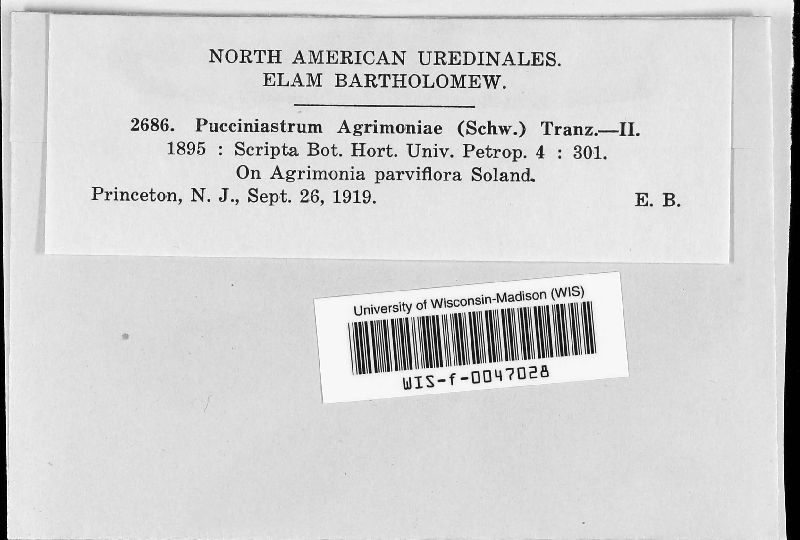 NORTH AMERICAN UREDINALES.
ELAM BARTHOLOMEW.
2686. Pucciniastrum Agrimoniae (Schw.) Tranz.—II.
1895 : Scripta Bot. Hort. Univ. Petrop. 4 : 301.
On Agrimonia parviflora Soland.
Princeton, N. J., Sept. 26, 1919. E. B.
University of Wisconsin-Madison (WIS)
WIS-f-0047028